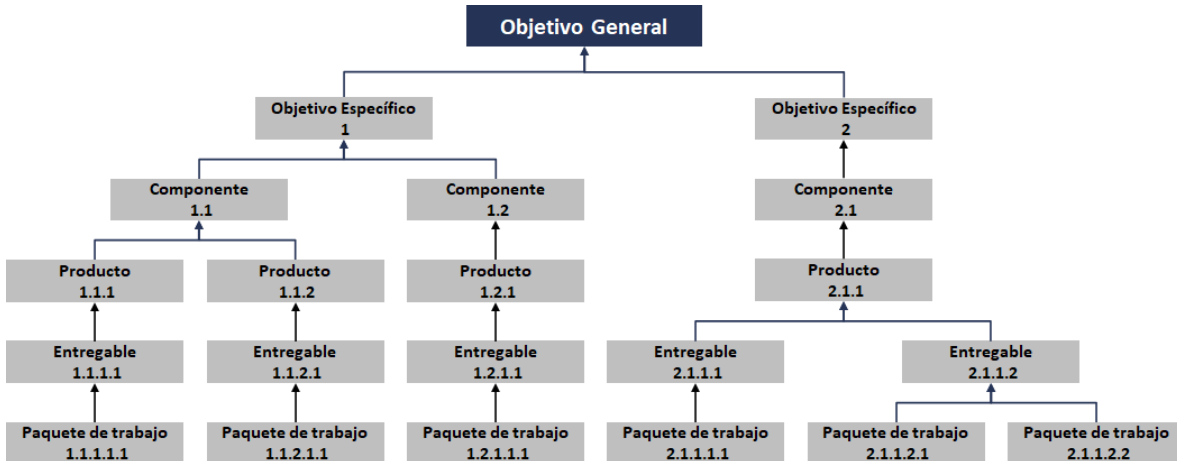 Objetivo General
Objetivo Específico
1
Objetivo Específico
2
Componente
1.1
Componente
1.2
Componente
2.1
Producto
1.1.1
Producto
1.1.2
Producto
1.2.1
Producto
2.1.1
Entregable
1.1.1.1
Entregable
1.1.2.1
Entregable
1.2.1.1
Entregable
2.1.1.1
Entregable
2.1.1.2
Paquete de trabajo
1.1.1.1.1
Paquete de trabajo
1.1.2.1.1
Paquete de trabajo
1.2.1.1.1
Paquete de trabajo
2.1.1.1.1
Paquete de trabajo
2.1.1.2.1
Paquete de trabajo
2.1.1.2.2